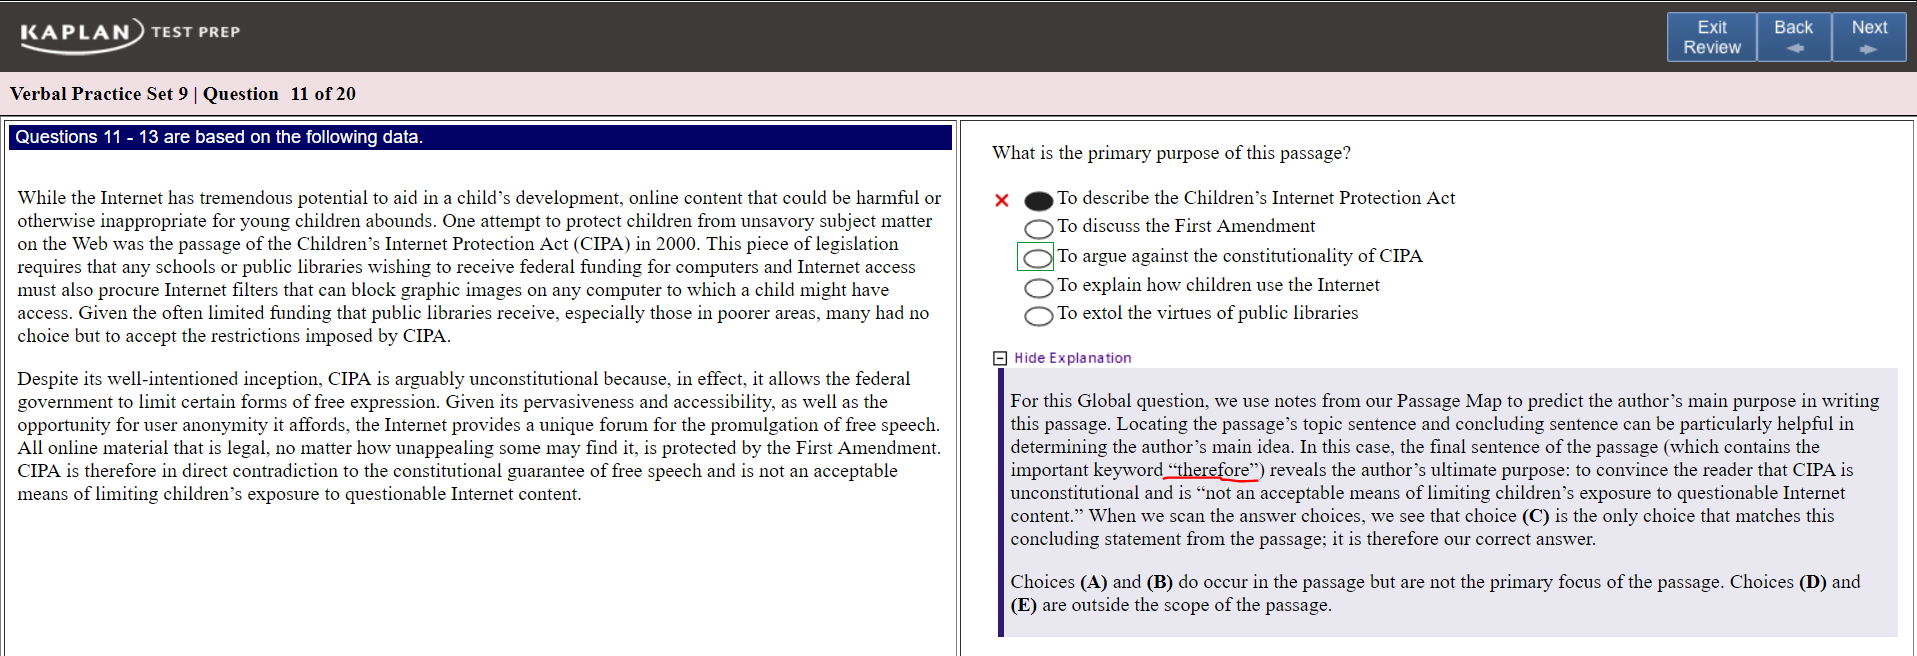 KAPLAN TEST PREP
Exit Review
Back
Next
Verbal Practice Set 9 | Question 11 of 20
Questions 11 - 13 are based on the following data.
While the Internet has tremendous potential to aid in a child’s development, online content that could be harmful or
otherwise inappropriate for young children abounds. One attempt to protect children from unsavory subject matter
on the Web was the passage of the Children’s Internet Protection Act (CIPA) in 2000. This piece of legislation
requires that any schools or public libraries wishing to receive federal funding for computers and Internet access
must also procure Internet filters that can block graphic images on any computer to which a child might have
access. Given the often limited funding that public libraries receive, especially those in poorer areas, many had no
choice but to accept the restrictions imposed by CIPA.
Despite its well-intentioned inception, CIPA is arguably unconstitutional because, in effect, it allows the federal
government to limit certain forms of free expression. Given its pervasiveness and accessibility, as well as the
opportunity for user anonymity it affords, the Internet provides a unique forum for the promulgation of free speech.
All online material that is legal, no matter how unappealing some may find it, is protected by the First Amendment.
CIPA is therefore in direct contradiction to the constitutional guarantee of free speech and is not an acceptable
means of limiting children’s exposure to questionable Internet content.
What is the primary purpose of this passage?
To describe the Children’s Internet Protection Act
To discuss the First Amendment
To argue against the constitutionality of CIPA
To explain how children use the Internet
To extol the virtues of public libraries
Hide Explanation
For this Global question, we use notes from our Passage Map to predict the author’s main purpose in writing
this passage. Locating the passage’s topic sentence and concluding sentence can be particularly helpful in
determining the author’s main idea. In this case, the final sentence of the passage (which contains the
important keyword “therefore”) reveals the author’s ultimate purpose: to convince the reader that CIPA is
unconstitutional and is “not an acceptable means of limiting children’s exposure to questionable Internet
content.” When we scan the answer choices, we see that choice (C) is the only choice that matches this
concluding statement from the passage; it is therefore our correct answer.
Choices (A) and (B) do occur in the passage but are not the primary focus of the passage. Choices (D) and
(E) are outside the scope of the passage.